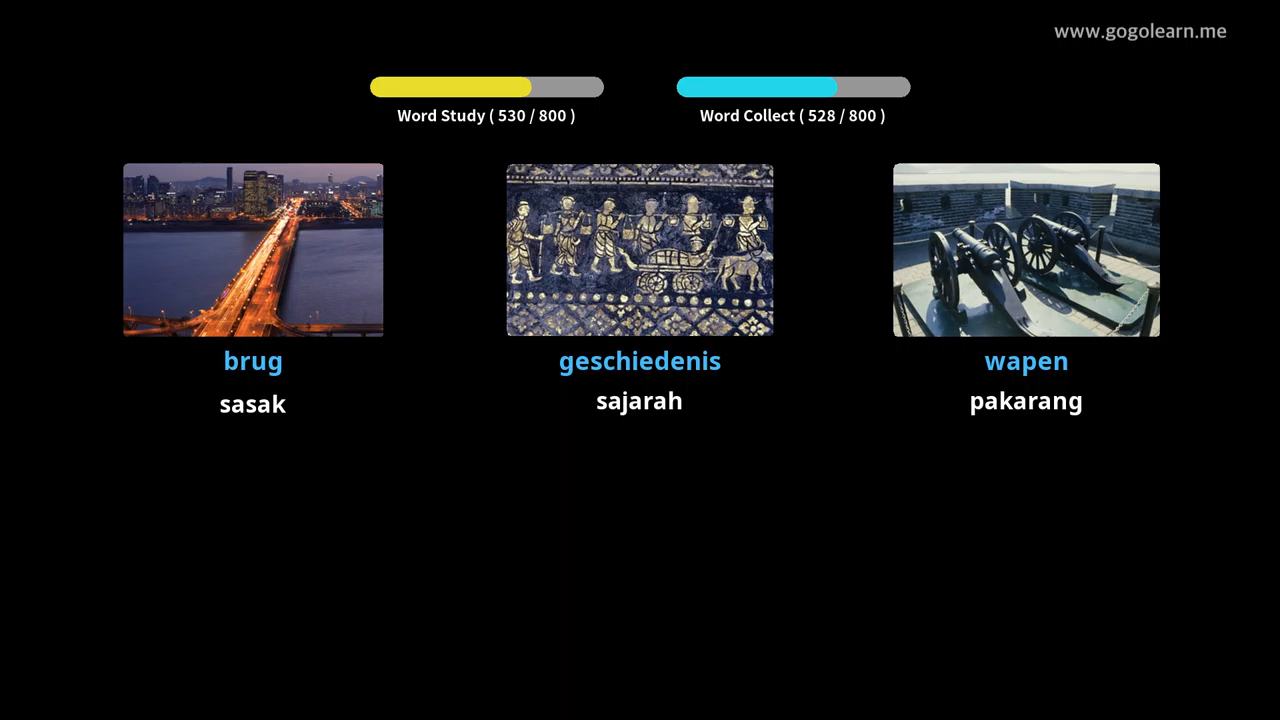 www.gogolearn.me
Word Study ( 530 / 800 )
Word Collect ( 528 / 800 )
brug
sasak
geschiedenis
sajarah
wapen
pakarang